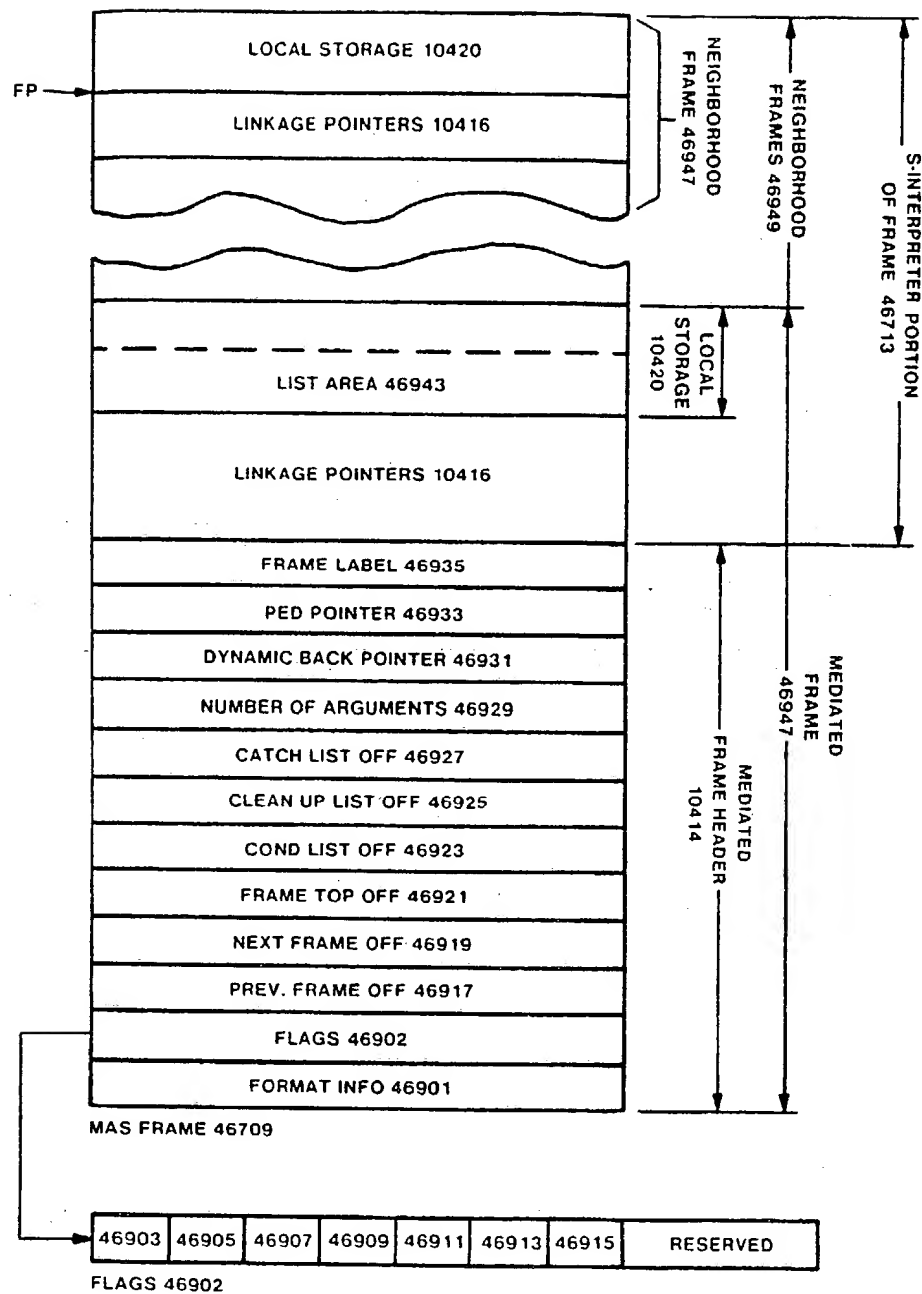 LOCAL STORAGE 10420
FP
LINKAGE POINTERS 10416
NEIGHBORHOOD
FRAME 46947
NEIGHBORHOOD
FRAMES 46949
S-INTERPRETER PORTION
OF FRAME 46713
LIST AREA 46943
LOCAL
STORAGE
10420
LINKAGE POINTERS 10416
FRAME LABEL 46935
PED POINTER 46933
DYNAMIC BACK POINTER 46931
NUMBER OF ARGUMENTS 46929
CATCH LIST OFF 46927
CLEAN UP LIST OFF 46925
COND LIST OFF 46923
FRAME TOP OFF 46921
NEXT FRAME OFF 46919
PREV. FRAME OFF 46917
FLAGS 46902
FORMAT INFO 46901
MEDIATED
FRAME HEADER
10414
MEDIATED
FRAME
46947
MAS FRAME 46709
46903 46905 46907 46909 46911 46913 46915 RESERVED
FLAGS 46902